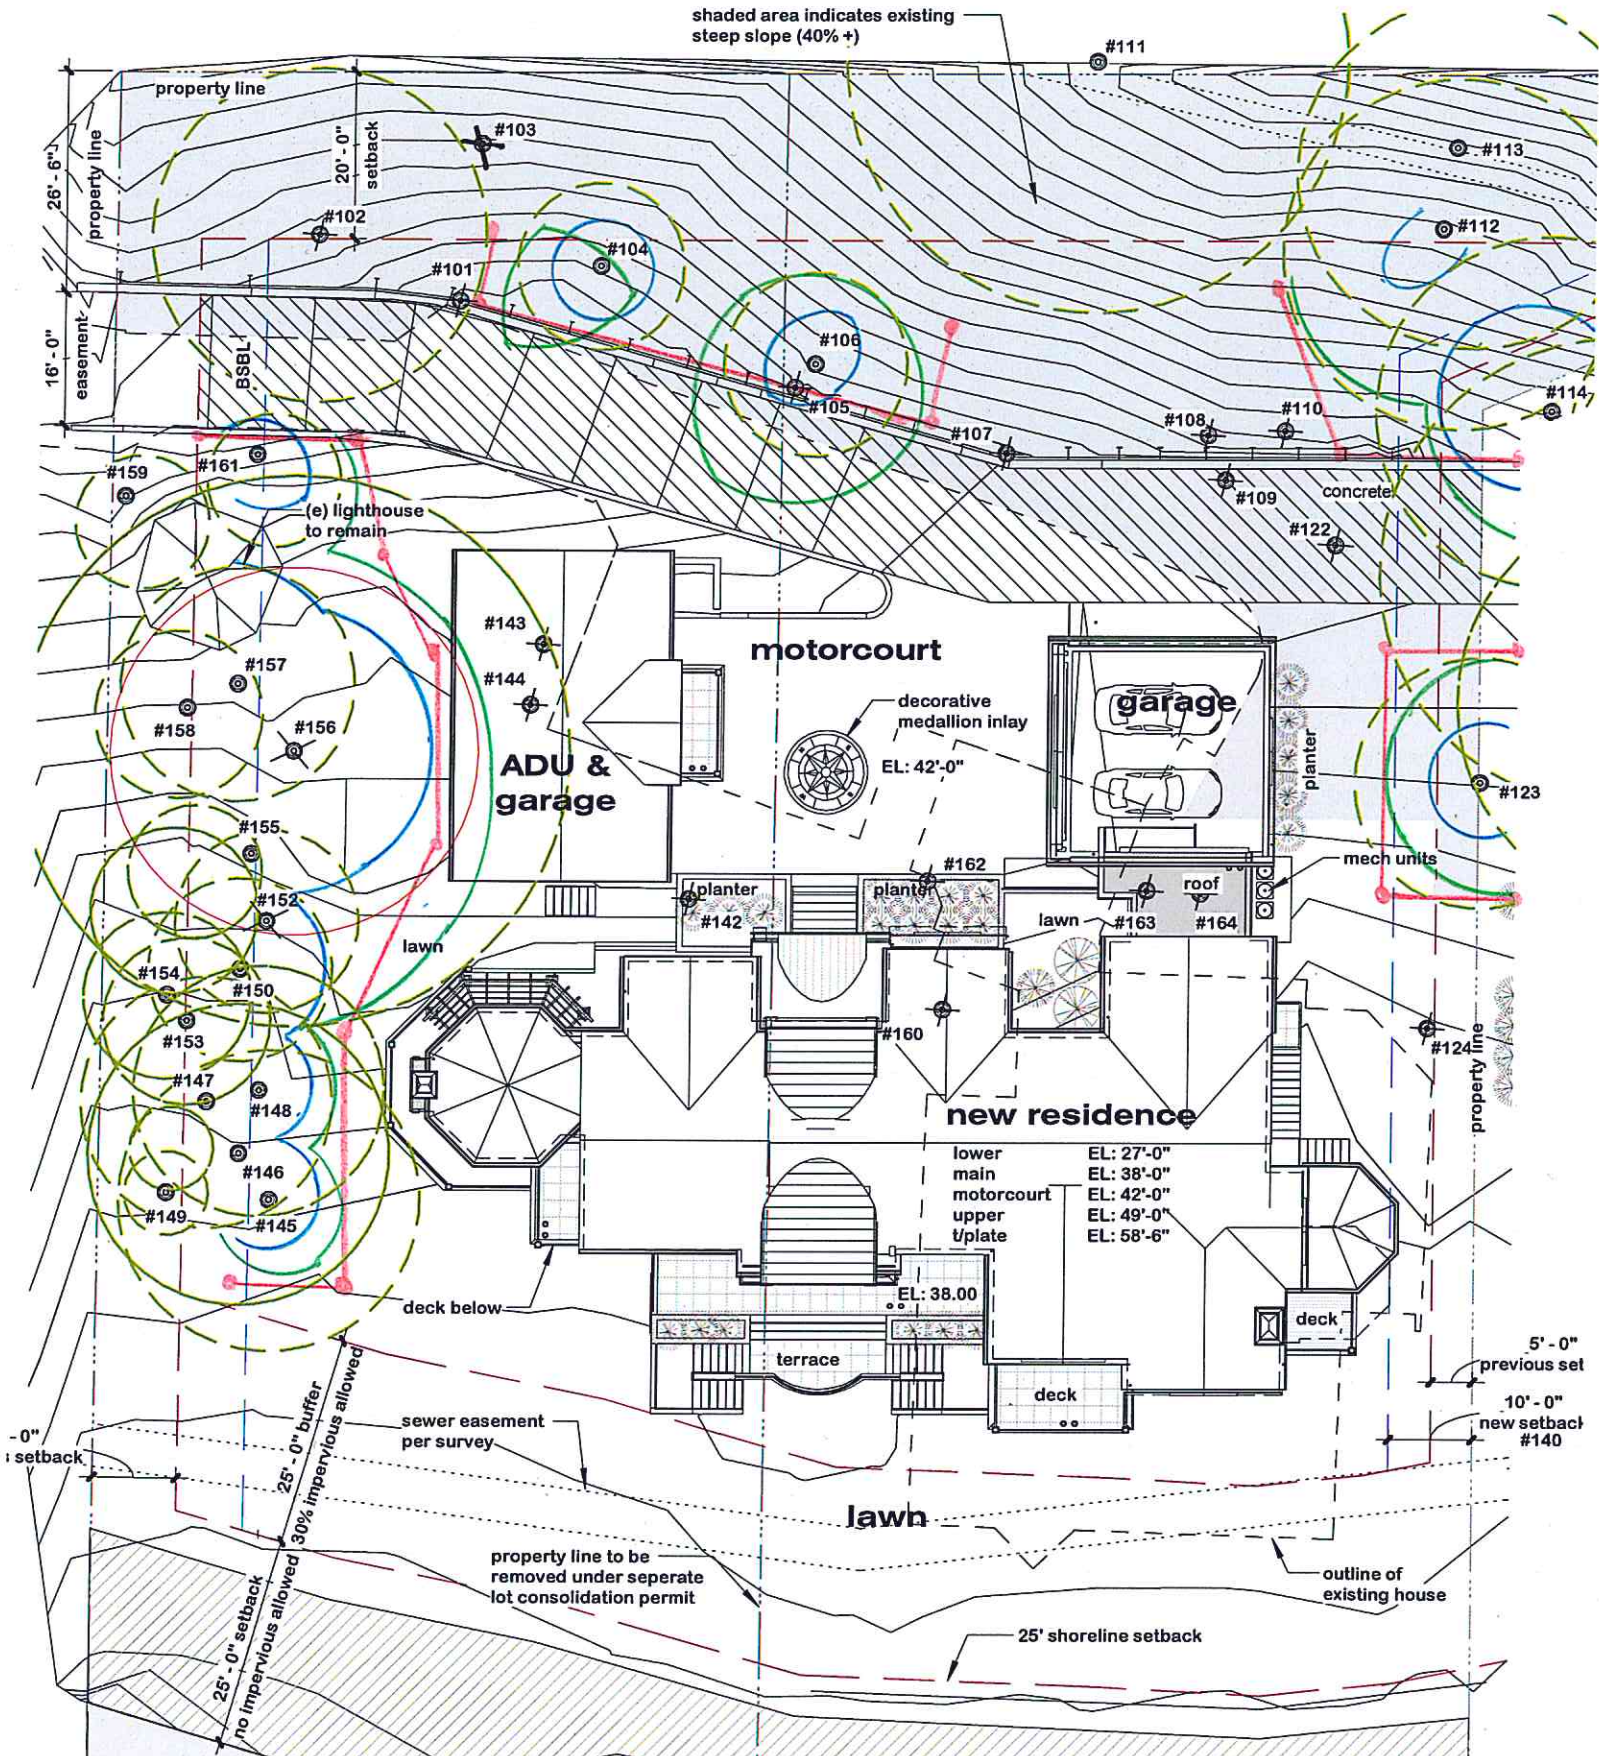 shaded area indicates existing
steep slope (40% +)
#111
property line
#103
#113
26' - 6"
property line
20' - 0"
setback
#102
#112
#104
#101
16' - 0"
easement
BSBL
#106
#105
#114
#108
#110
#107
#159
#161
#109
concrete
(e) lighthouse
to remain
#122
#143
motorcourt
#157
#144
decorative
medallion inlay
garage
#158
#156
ADU &
garage
EL: 42'-0"
planter
#123
#155
mech units
#162
planter
planter
roof
#152
#142
lawn
#163
#164
lawn
#154
#150
#153
#160
#124
property line
#147
#148
new residence
#146
lower EL: 27'-0"
main EL: 38'-0"
motorcourt EL: 42'-0"
upper EL: 49'-0"
t/plate EL: 58'-6"
#149
#145
EL: 38.00
deck below
deck
terrace
5' - 0"
previous set
deck
10' - 0"
new setback
#140
sewer easement
per survey
- 0"
setback
25' - 0" buffer
30% impervious allowed
lawn
property line to be
removed under seperate
lot consolidation permit
outline of
existing house
25' - 0" setback
no impervious allowed
25' shoreline setback